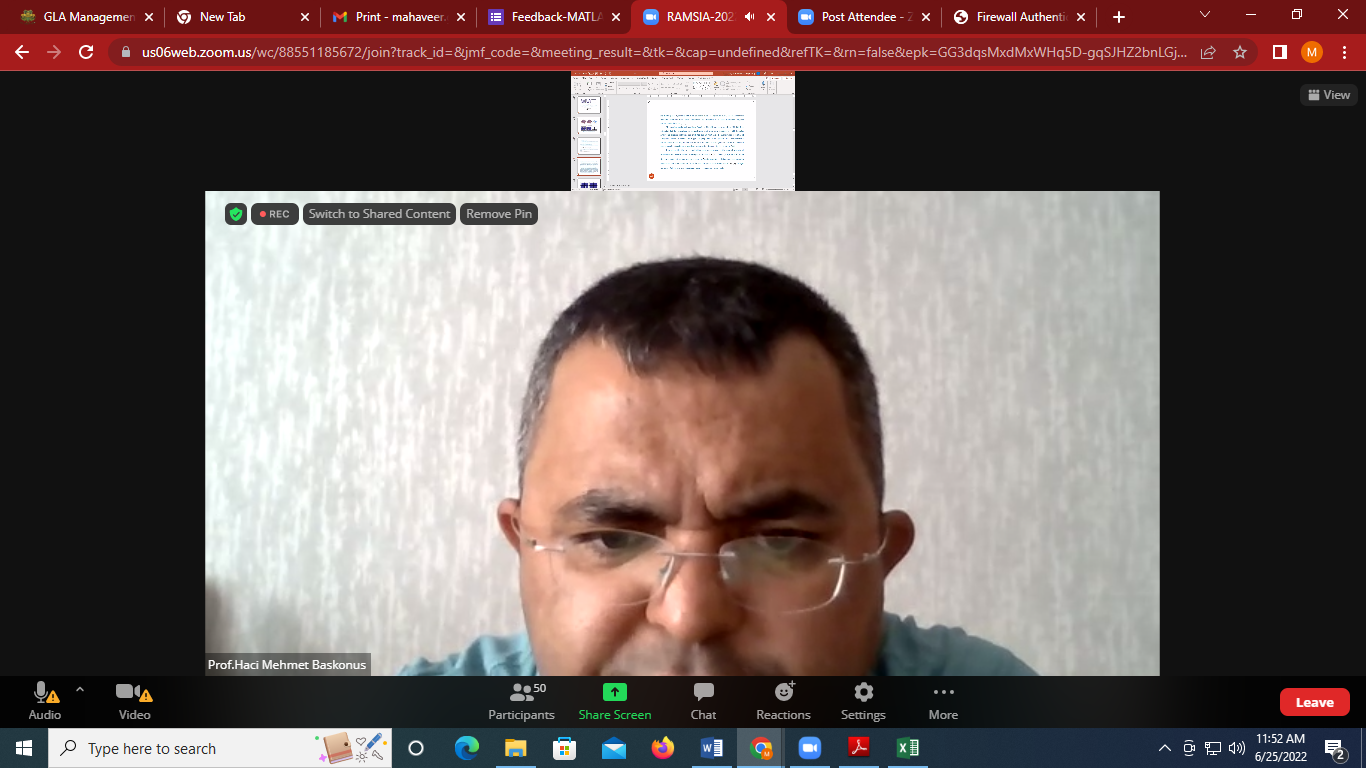 GLA Managemen
New Tab
Print - mahaveer.
Feedback-MATLA
RAMSIA-202
Post Attendee - Z
Firewall Authenti
us06web.zoom.us/wc/88551185672/join?track_id=&jmf_code=&meeting_result=&tk=&cap=undefined&refTK=&rn=false&epk=GG3dqsMxdMxWHq5D-gqSJHZ2bnLGj...
M
View
REC
Switch to Shared Content
Remove Pin
Prof.Haci Mehmet Baskonus
50
Audio
Video
Participants
Share Screen
Chat
Reactions
Settings
More
Leave
Type here to search
11:52 AM
6/25/2022
2